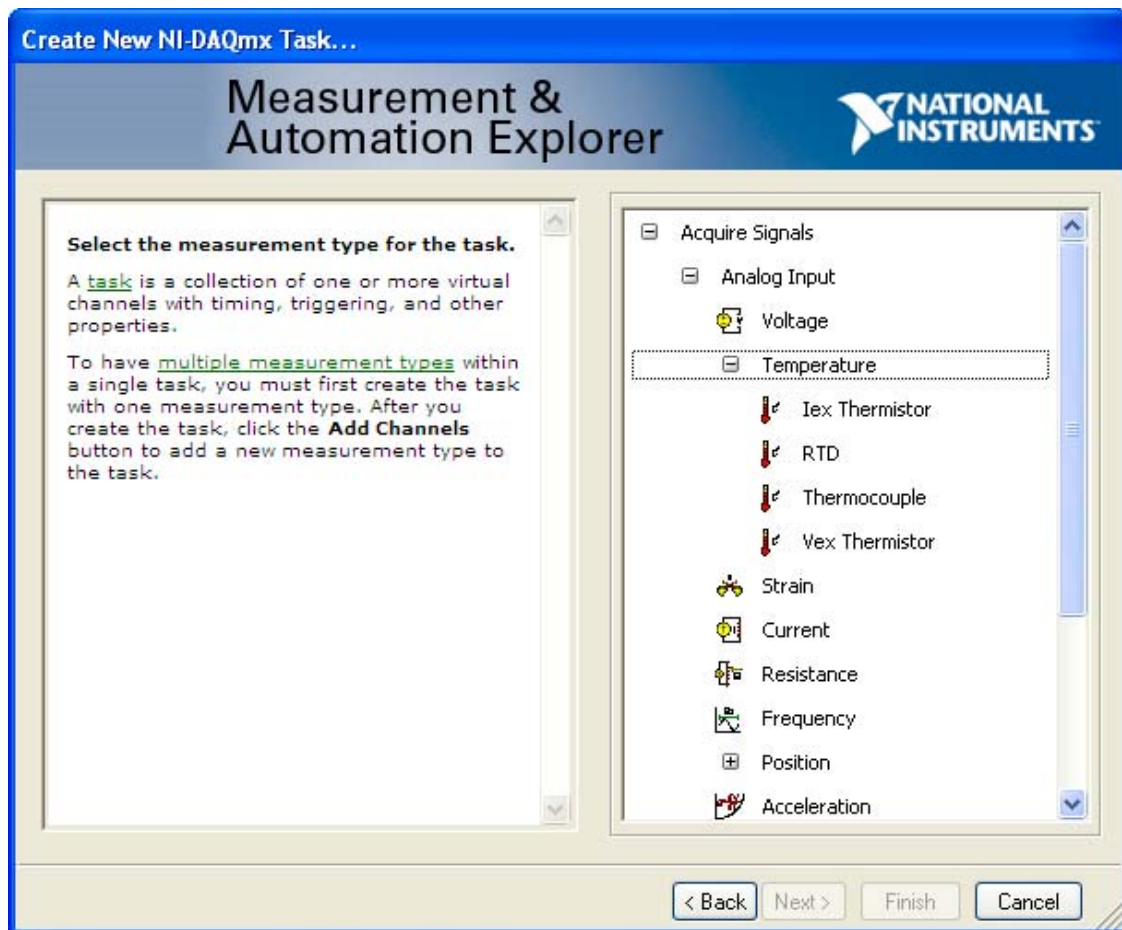 Create New NI-DAQmx Task...
Measurement &
Automation Explorer
NATIONAL
INSTRUMENTS
Select the measurement type for the task.
A task is a collection of one or more virtual
channels with timing, triggering, and other
properties.
To have multiple measurement types within
a single task, you must first create the task
with one measurement type. After you
create the task, click the Add Channels
button to add a new measurement type to
the task.
Acquire Signals
Analog Input
Voltage
Temperature
Iex Thermistor
RTD
Thermocouple
Vex Thermistor
Strain
Current
Resistance
Frequency
Position
Acceleration
< Back Next > Finish Cancel